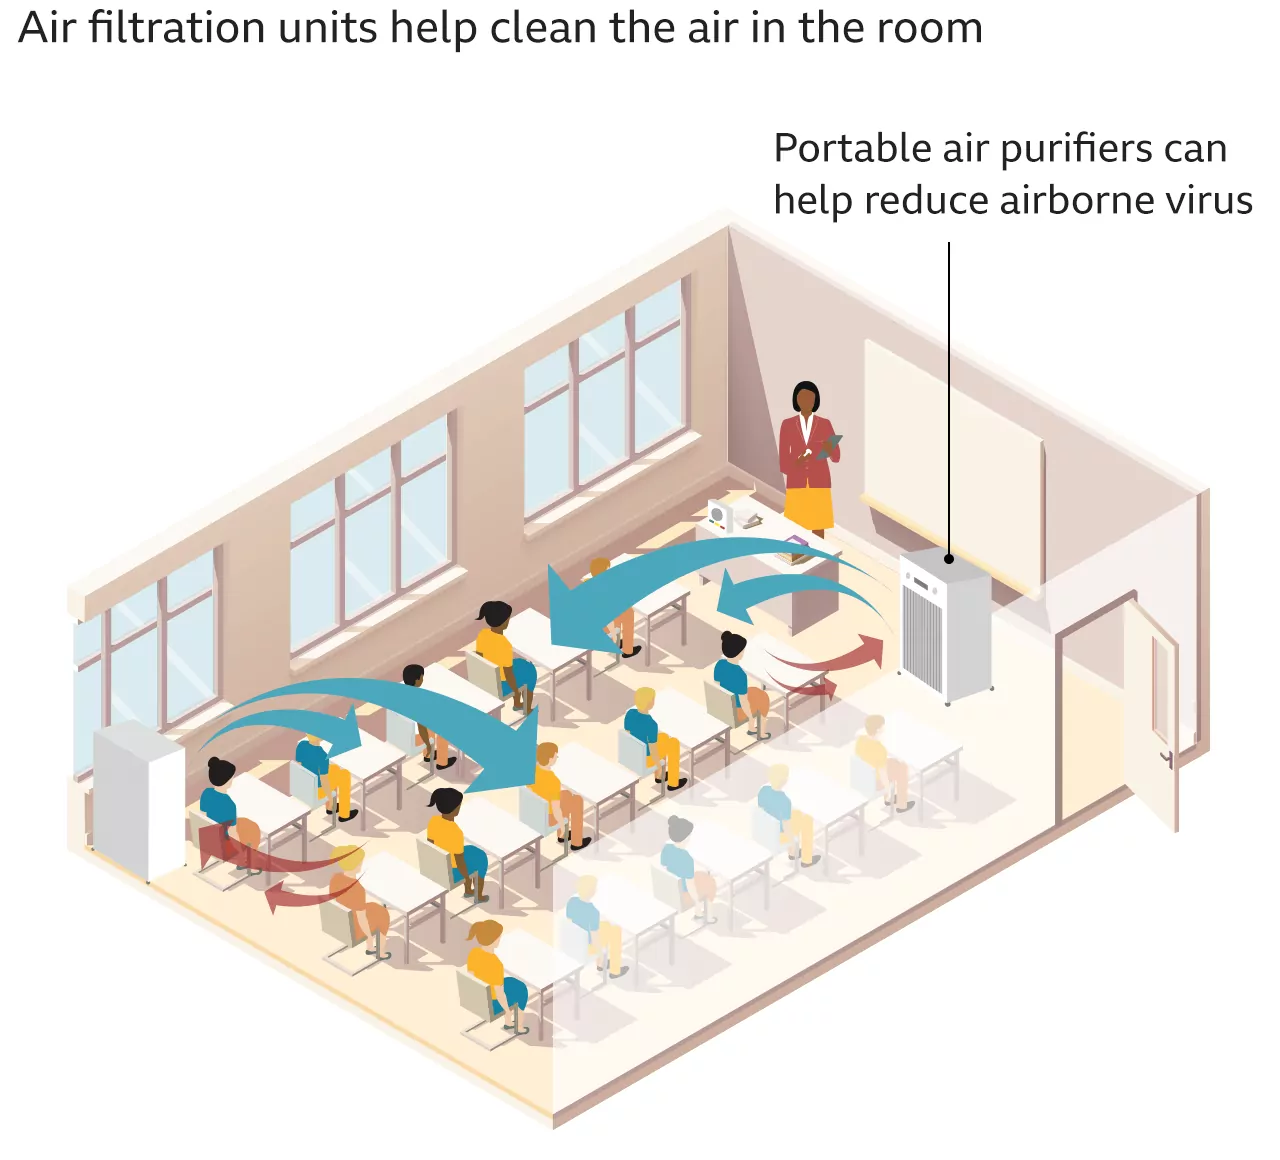 Air filtration units help clean the air in the room
Portable air purifiers can
help reduce airborne virus